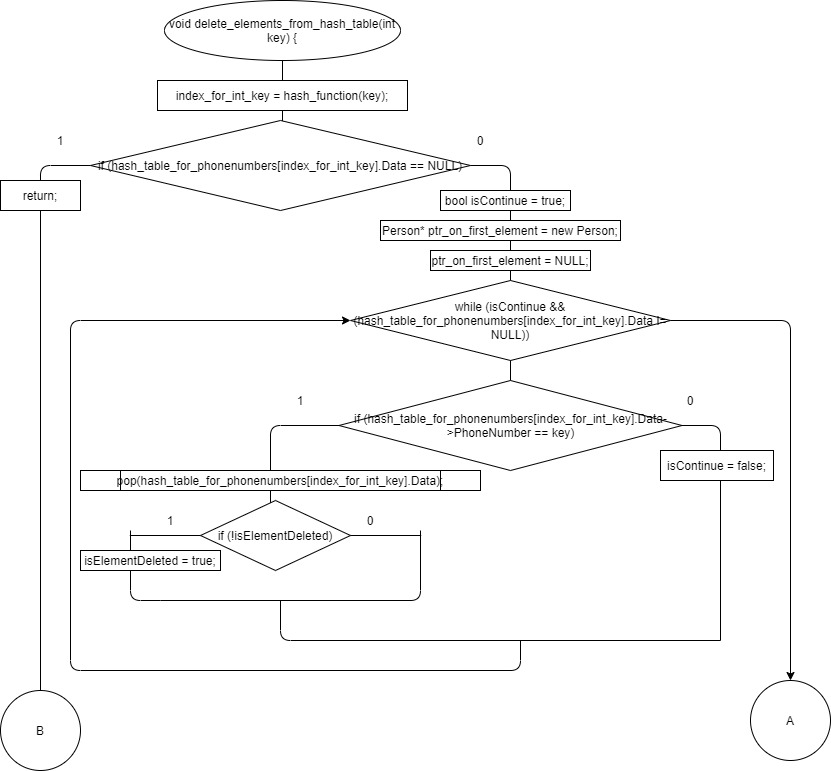 void delete_elements_from_hash_table(int
key) {
index_for_int_key = hash_function(key);
1
0
if (hash_table_for_phonenumbers[index_for_int_key].Data == NULL)
return;
bool isContinue = true;
Person* ptr_on_first_element = new Person;
ptr_on_first_element = NULL;
while (isContinue &&
(hash_table_for_phonenumbers[index_for_int_key].Data !=
NULL))
1
0
if (hash_table_for_phonenumbers[index_for_int_key].Data-
>PhoneNumber == key)
isContinue = false;
pop(hash_table_for_phonenumbers[index_for_int_key].Data);
1
0
if (!isElementDeleted)
isElementDeleted = true;
B
A